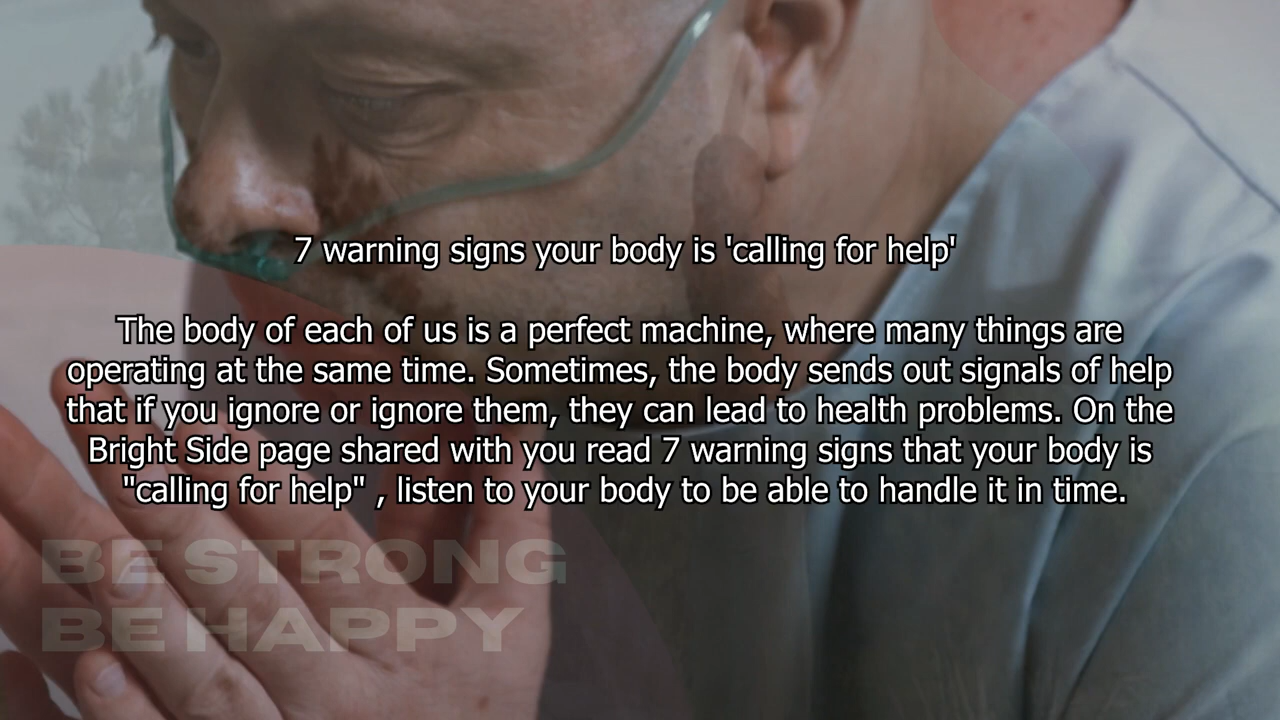 7 warning signs your body is 'calling for help'
The body of each of us is a perfect machine, where many things are
operating at the same time. Sometimes, the body sends out signals of help
that if you ignore or ignore them, they can lead to health problems. On the
Bright Side page shared with you read 7 warning signs that your body is
"calling for help" , listen to your body to be able to handle it in time.
BE STRONG
BE HAPPY